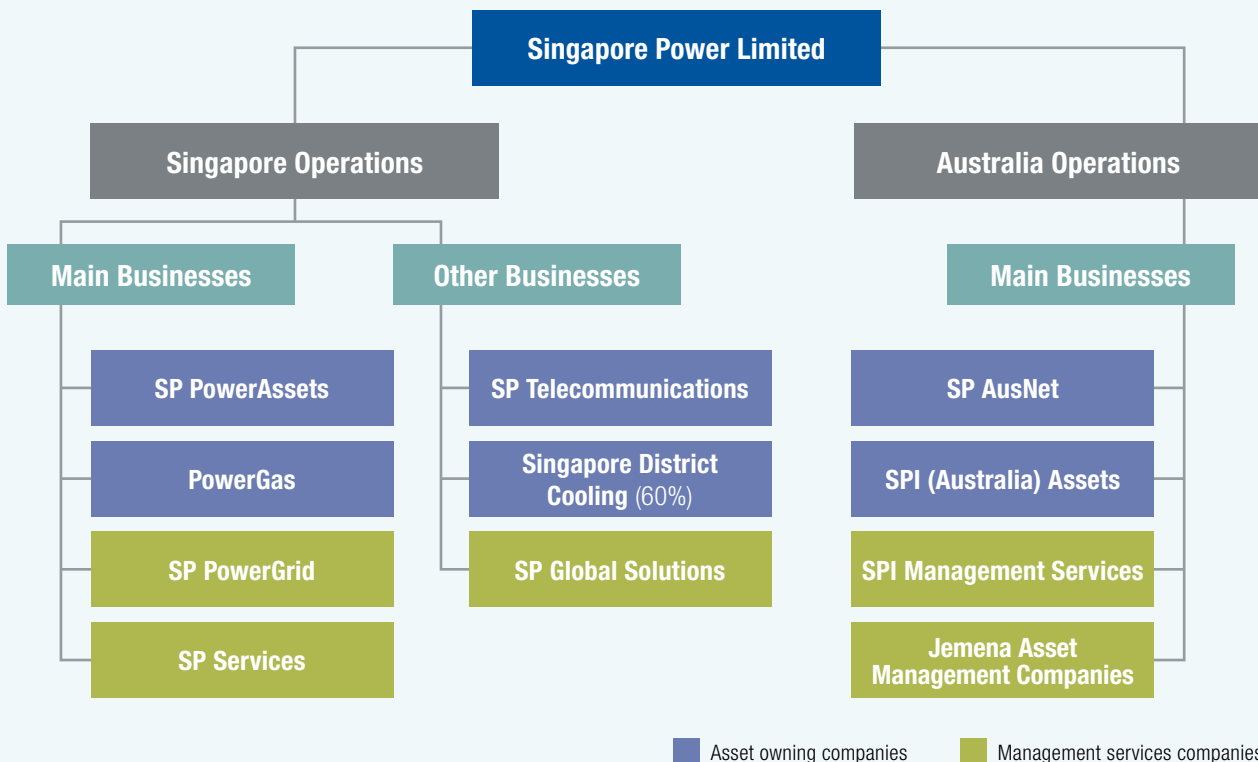 Singapore Power Limited
Singapore Operations
Australia Operations
Main Businesses
Other Businesses
Main Businesses
SP PowerAssets
SP Telecommunications
SP AusNet
PowerGas
Singapore District
Cooling (60%)
SPI (Australia) Assets
SP PowerGrid
SP Global Solutions
SPI Management Services
SP Services
Jemena Asset
Management Companies
Asset owning companies
Management services companies